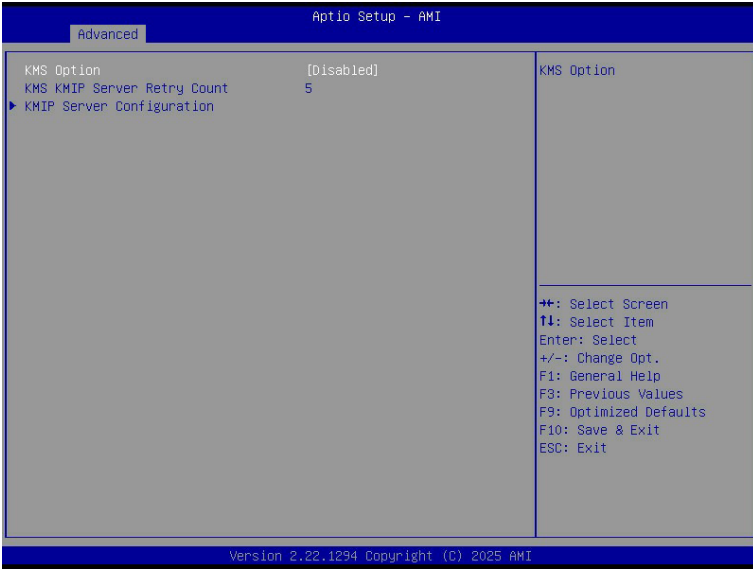 Aptio Setup - AMI
Advanced
KMS Option [Disabled]
KMS KMIP Server Retry Count 5
KMIP Server Configuration
KMS Option
→←: Select Screen
↑↓: Select Item
Enter: Select
+/-: Change Opt.
F1: General Help
F3: Previous Values
F9: Optimized Defaults
F10: Save & Exit
ESC: Exit
Version 2.22.1294 Copyright (C) 2025 AMI